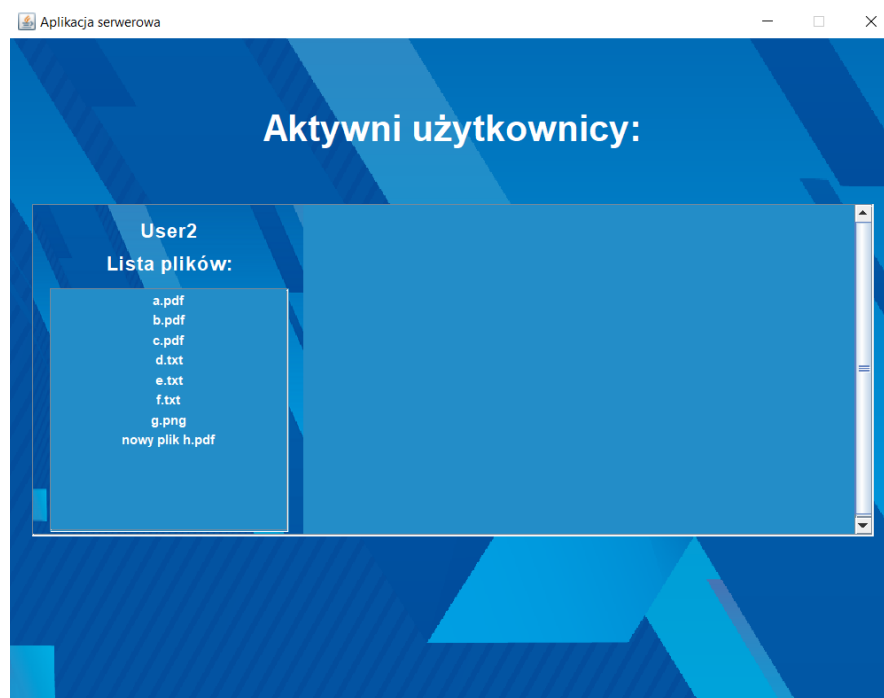 Aplikacja serwerowa
Aktywni użytkownicy:
User2
Lista plików:
a.pdf
b.pdf
c.pdf
d.txt
e.txt
f.txt
g.png
nowy plik h.pdf